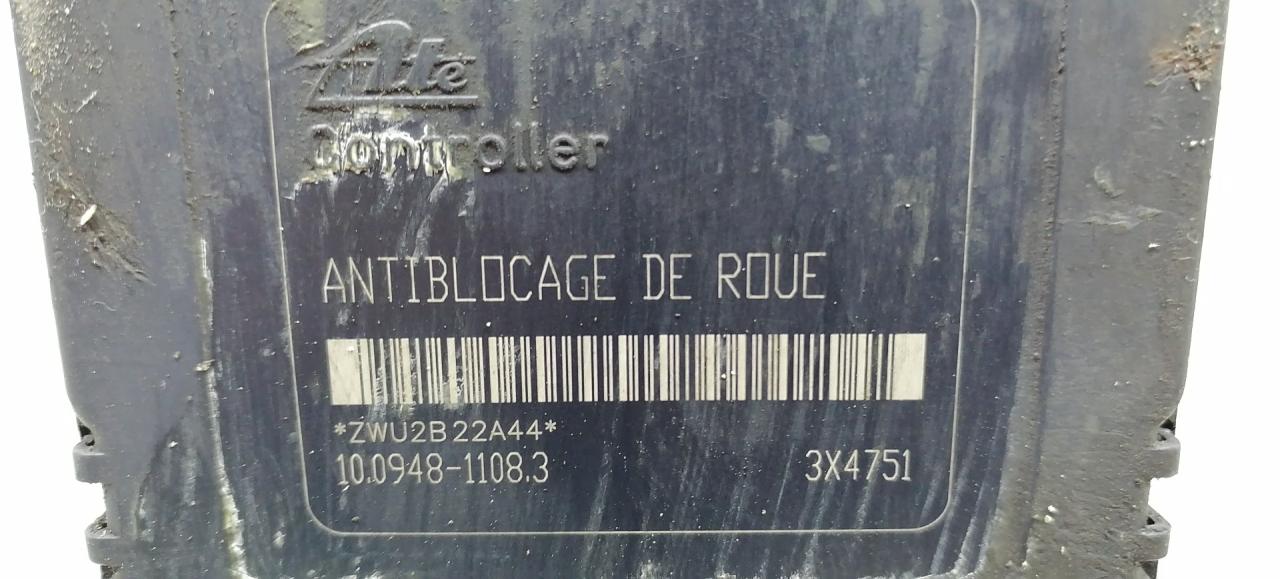 Ate
Controller
ANTIBLOCAGE DE ROUE
*ZWU2B22A44*
10.0948-1108.3 3X4751